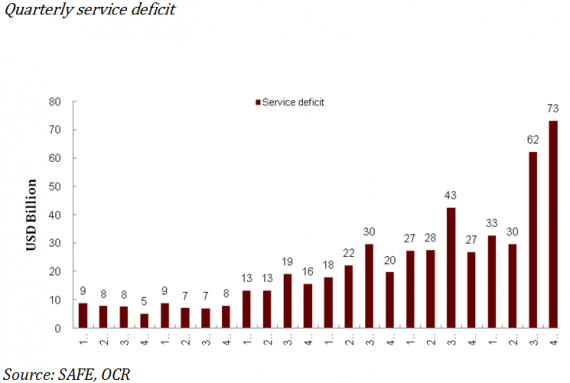 Quarterly service deficit
Service deficit
USD Billion
80
70
60
50
40
30
20
10
0
9 8 8 5 9 7 7 8 13 13 19 16 18 22 30 20 27 28 43 27 33 30 62 73
1.. 2.. 3.. 4.. 1.. 2.. 3.. 4.. 1.. 2.. 3.. 4.. 1.. 2.. 3.. 4.. 1.. 2.. 3.. 4.. 1.. 2.. 3.. 4..
Source: SAFE, OCR